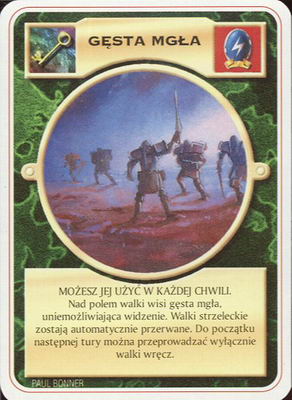 GĘSTA MGŁA
MOŻESZ JEJ UŻYĆ W KAŻDEJ CHWILI.
Nad polem walki wisi gęsta mgła,
uniemożliwiająca widzenie. Walki strzeleckie
zostają automatycznie przerwane. Do początku
następnej tury można przeprowadzać wyłącznie
walki wręcz.
PAUL BONNER